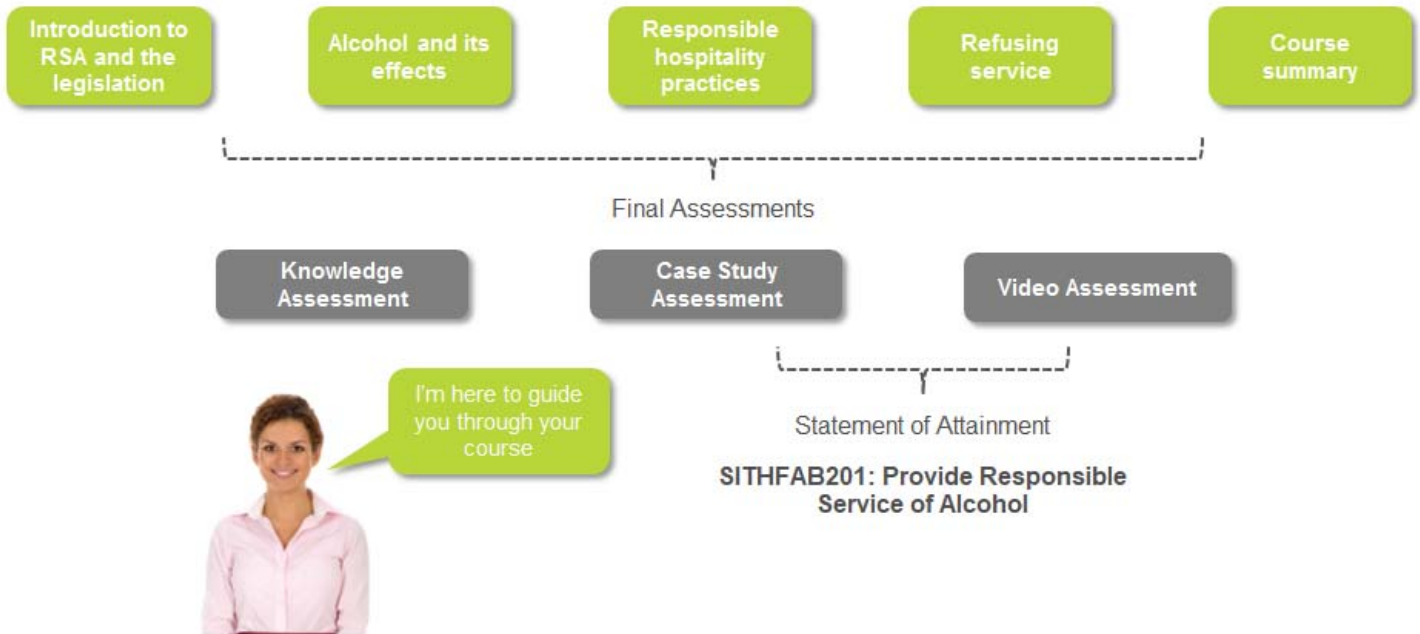 Introduction to
RSA and the
legislation
Alcohol and its
effects
Responsible
hospitality
practices
Refusing
service
Course
summary
Final Assessments
Knowledge
Assessment
Case Study
Assessment
Video Assessment
I'm here to guide
you through your
course
Statement of Attainment
SITHFAB201: Provide Responsible
Service of Alcohol